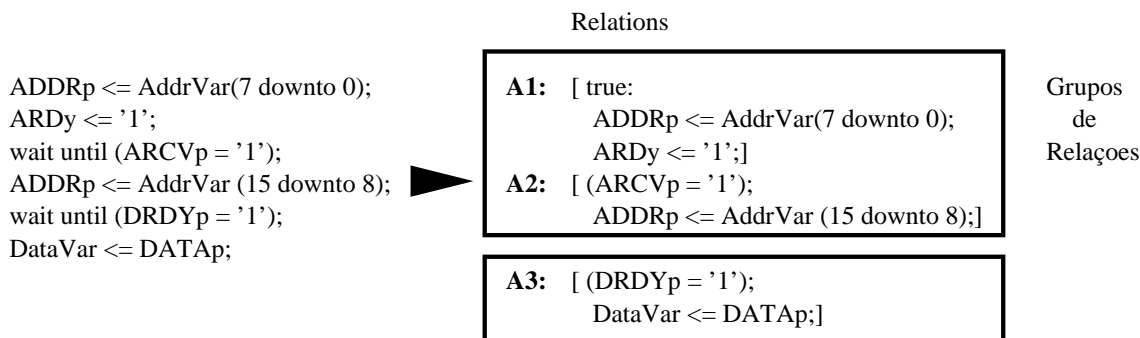 Relations
ADDRp <= AddrVar(7 downto 0);
ARDy <= '1';
wait until (ARCVp = '1');
ADDRp <= AddrVar (15 downto 8);
wait until (DRDYp = '1');
DataVar <= DATAp;
A1: [ true:
ADDRp <= AddrVar(7 downto 0);
ARDy <= '1';]
A2: [ (ARCVp = '1');
ADDRp <= AddrVar (15 downto 8);]
A3: [ (DRDYp = '1');
DataVar <= DATAp;]
Grupos
de
Relaçoes